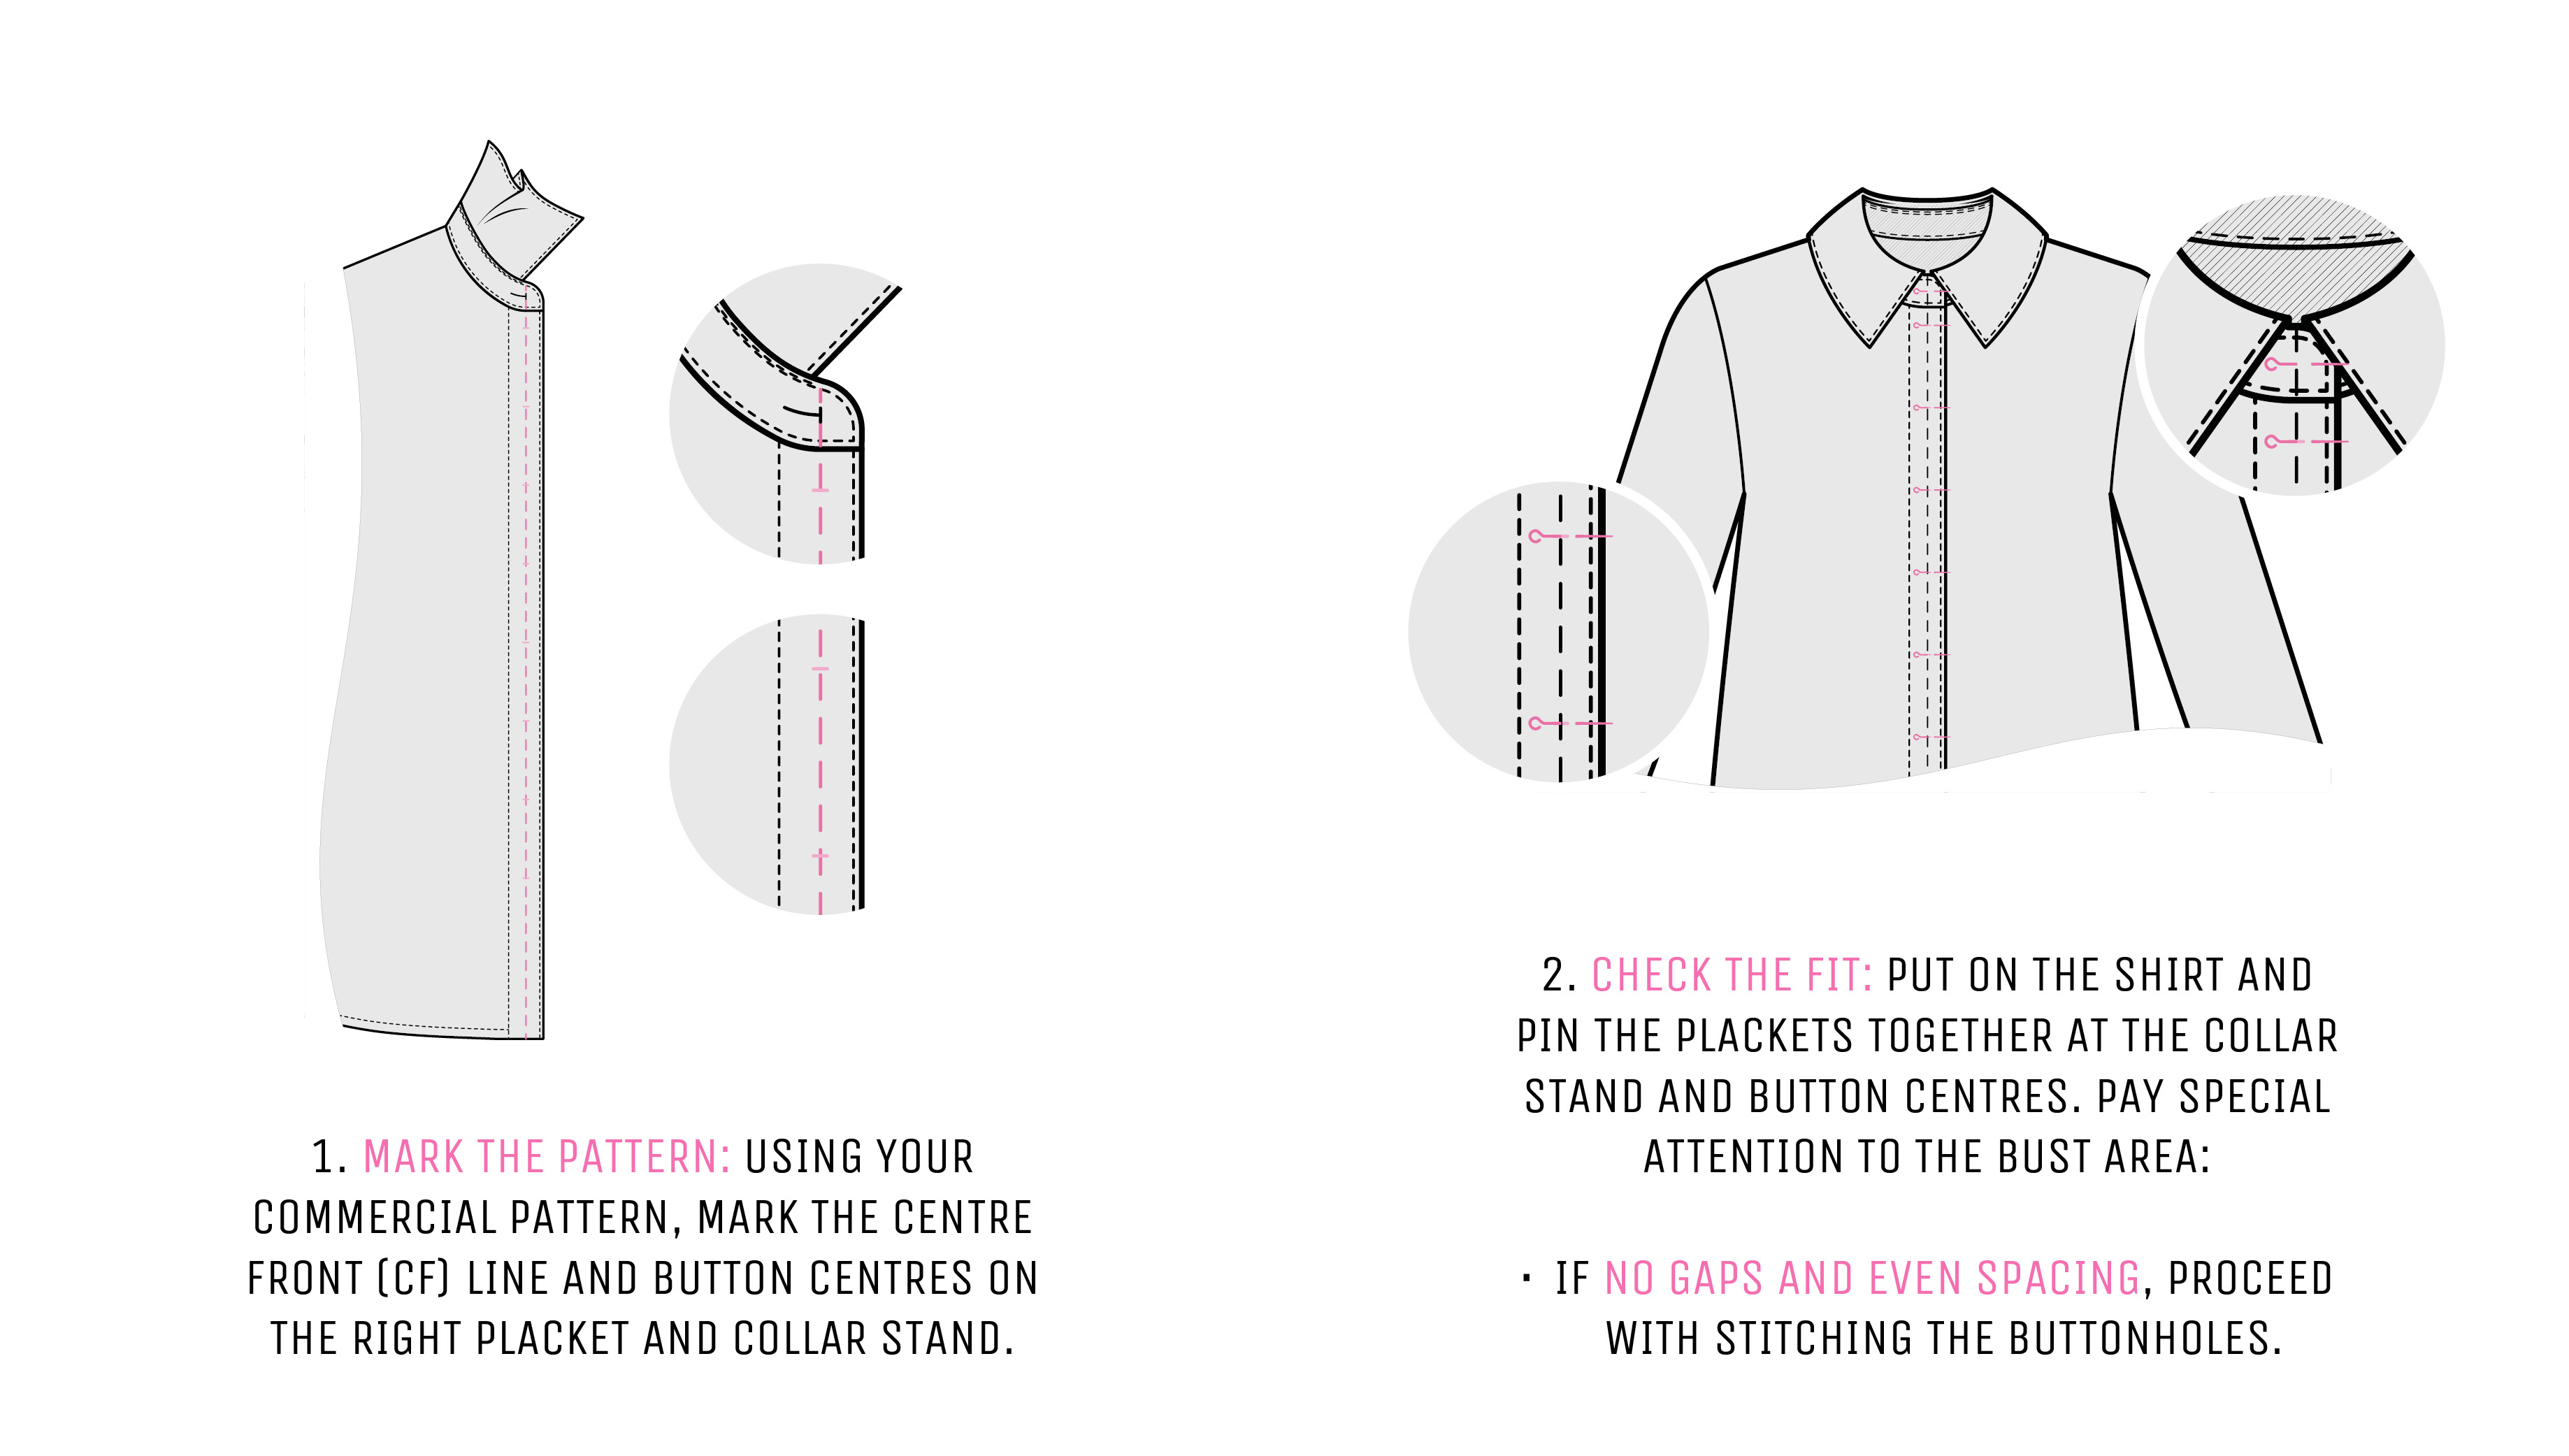 1. MARK THE PATTERN: USING YOUR
COMMERCIAL PATTERN, MARK THE CENTRE
FRONT (CF) LINE AND BUTTON CENTRES ON
THE RIGHT PLACKET AND COLLAR STAND.
2. CHECK THE FIT: PUT ON THE SHIRT AND
PIN THE PLACKETS TOGETHER AT THE COLLAR
STAND AND BUTTON CENTRES. PAY SPECIAL
ATTENTION TO THE BUST AREA:
· IF NO GAPS AND EVEN SPACING, PROCEED
WITH STITCHING THE BUTTONHOLES.